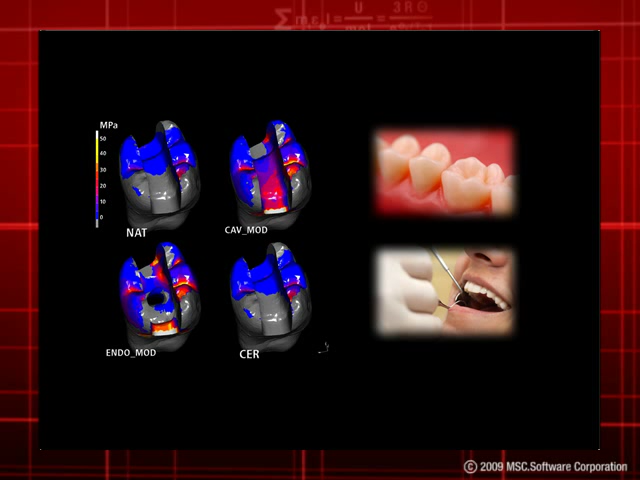 MPa
50
40
30
20
10
0
NAT
CAV_MOD
ENDO_MOD
CER
© 2009 MSC.Software Corporation